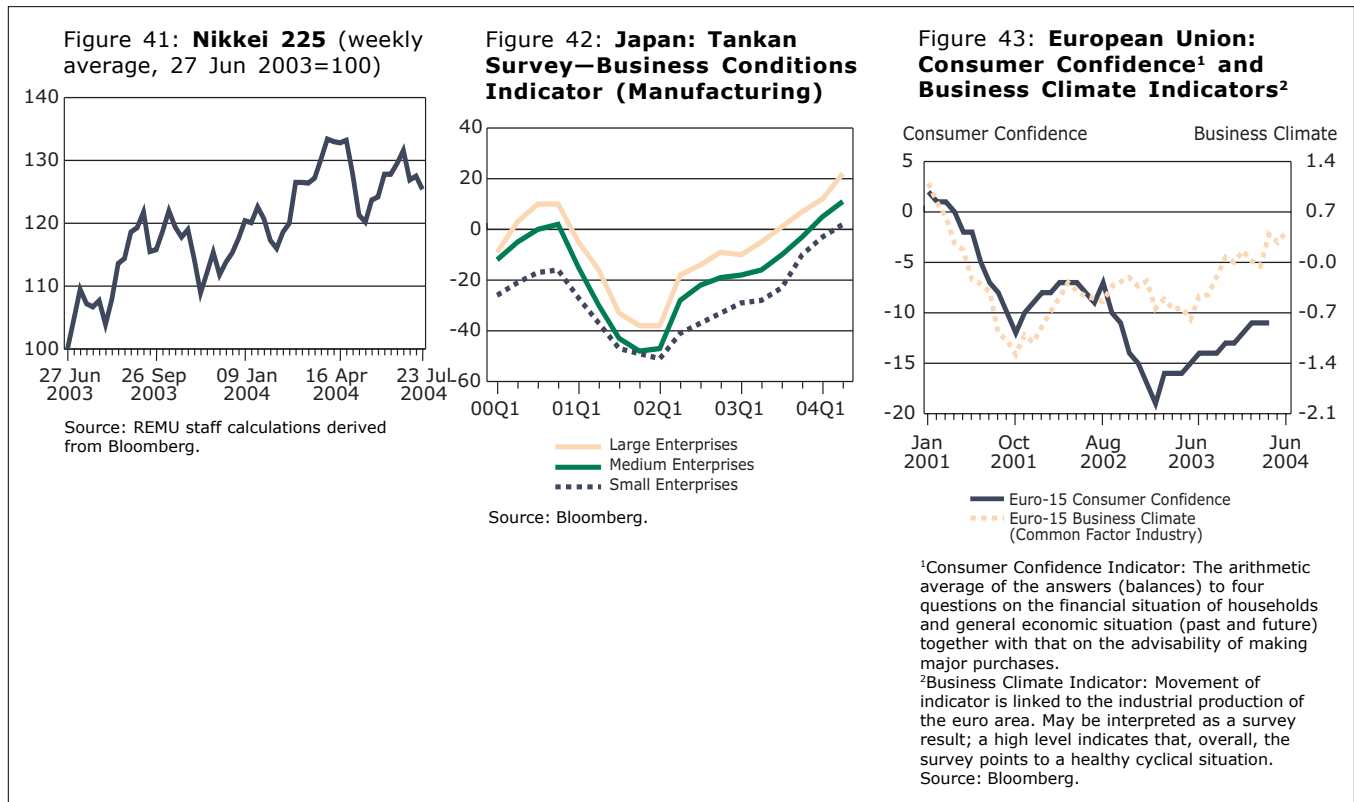 Figure 41: Nikkei 225 (weekly
average, 27 Jun 2003=100)
140
130
120
110
100
27 Jun 26 Sep 09 Jan 16 Apr 23 Jul
2003 2003 2004 2004 2004
Source: REMU staff calculations derived
from Bloomberg.
Figure 42: Japan: Tankan
Survey—Business Conditions
Indicator (Manufacturing)
40
20
0
-20
-40
-60
00Q1 01Q1 02Q1 03Q1 04Q1
Large Enterprises
Medium Enterprises
Small Enterprises
Source: Bloomberg.
Figure 43: European Union:
Consumer Confidence¹ and
Business Climate Indicators²
Consumer Confidence Business Climate
5 1.4
0 0.7
-5 -0.0
-10 -0.7
-15 -1.4
-20 -2.1
Jan Oct Aug Jun Jun
2001 2001 2002 2003 2004
Euro-15 Consumer Confidence
Euro-15 Business Climate
(Common Factor Industry)
¹Consumer Confidence Indicator: The arithmetic
average of the answers (balances) to four
questions on the financial situation of households
and general economic situation (past and future)
together with that on the advisability of making
major purchases.
²Business Climate Indicator: Movement of
indicator is linked to the industrial production of
the euro area. May be interpreted as a survey
result; a high level indicates that, overall, the
survey points to a healthy cyclical situation.
Source: Bloomberg.